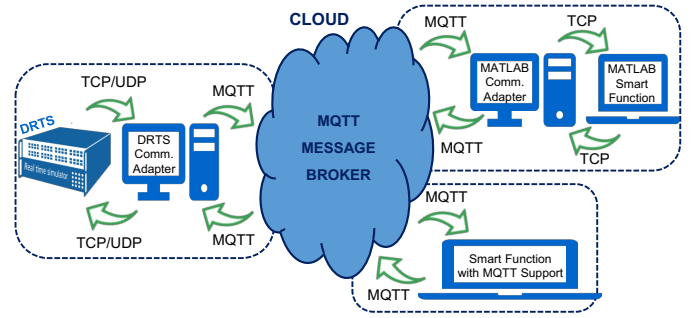 CLOUD
MQTT
TCP
MATLAB
Comm.
Adapter
MATLAB
Smart
Function
MQTT
TCP
TCP/UDP
MQTT
DRTS
Real time simulator
DRTS
Comm.
Adapter
TCP/UDP
MQTT
MQTT
MESSAGE
BROKER
MQTT
Smart Function
with MQTT Support
MQTT